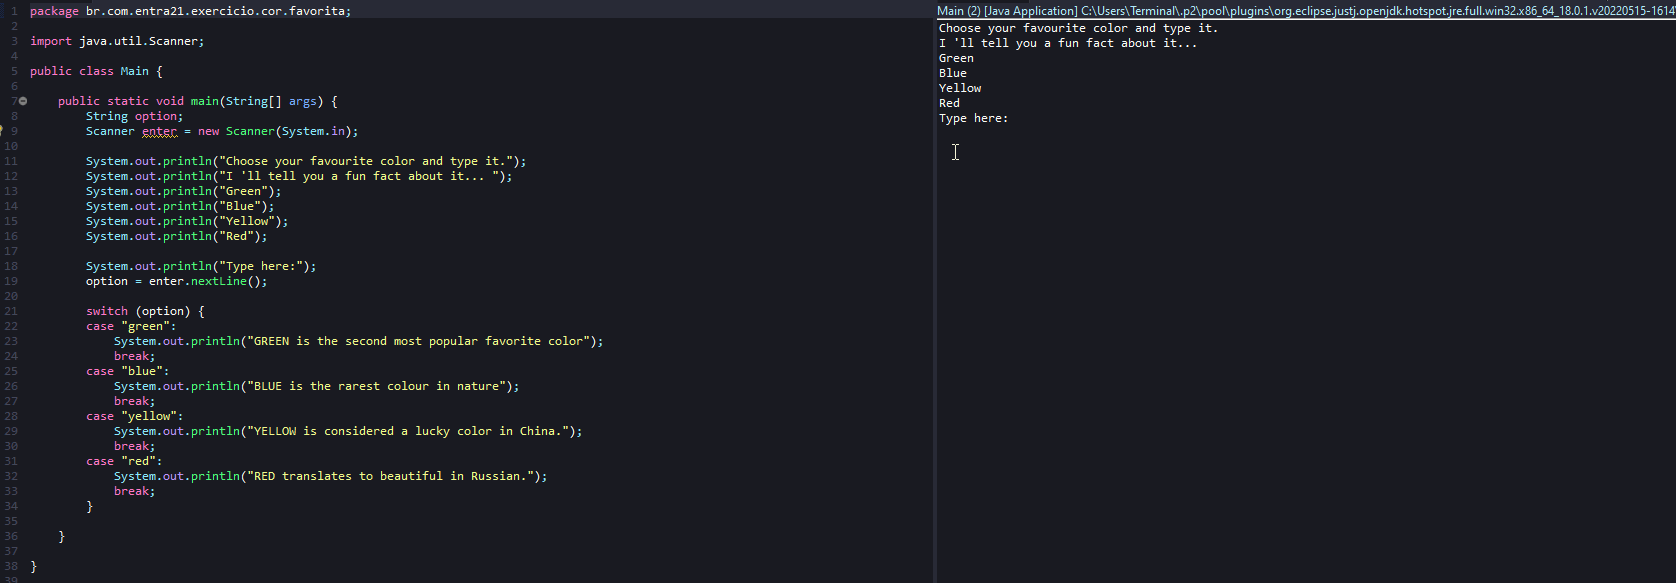 1 package br.com.entra21.exercicio.cor.favorita;
2
3 import java.util.Scanner;
4
5 public class Main {
6
7 public static void main(String[] args) {
8 String option;
9 Scanner enter = new Scanner(System.in);
10
11 System.out.println("Choose your favourite color and type it.");
12 System.out.println("I 'll tell you a fun fact about it... ");
13 System.out.println("Green");
14 System.out.println("Blue");
15 System.out.println("Yellow");
16 System.out.println("Red");
17
18 System.out.println("Type here:");
19 option = enter.nextLine();
20
21 switch (option) {
22 case "green":
23 System.out.println("GREEN is the second most popular favorite color");
24 break;
25 case "blue":
26 System.out.println("BLUE is the rarest colour in nature");
27 break;
28 case "yellow":
29 System.out.println("YELLOW is considered a lucky color in China.");
30 break;
31 case "red":
32 System.out.println("RED translates to beautiful in Russian.");
33 break;
34 }
35
36 }
37
38 }
39
Main (2) [Java Application] C:\Users\Terminal\.p2\pool\plugins\org.eclipse.justj.openjdk.hotspot.jre.full.win32.x86_64_18.0.1.v20220515-1614
Choose your favourite color and type it.
I 'll tell you a fun fact about it...
Green
Blue
Yellow
Red
Type here: